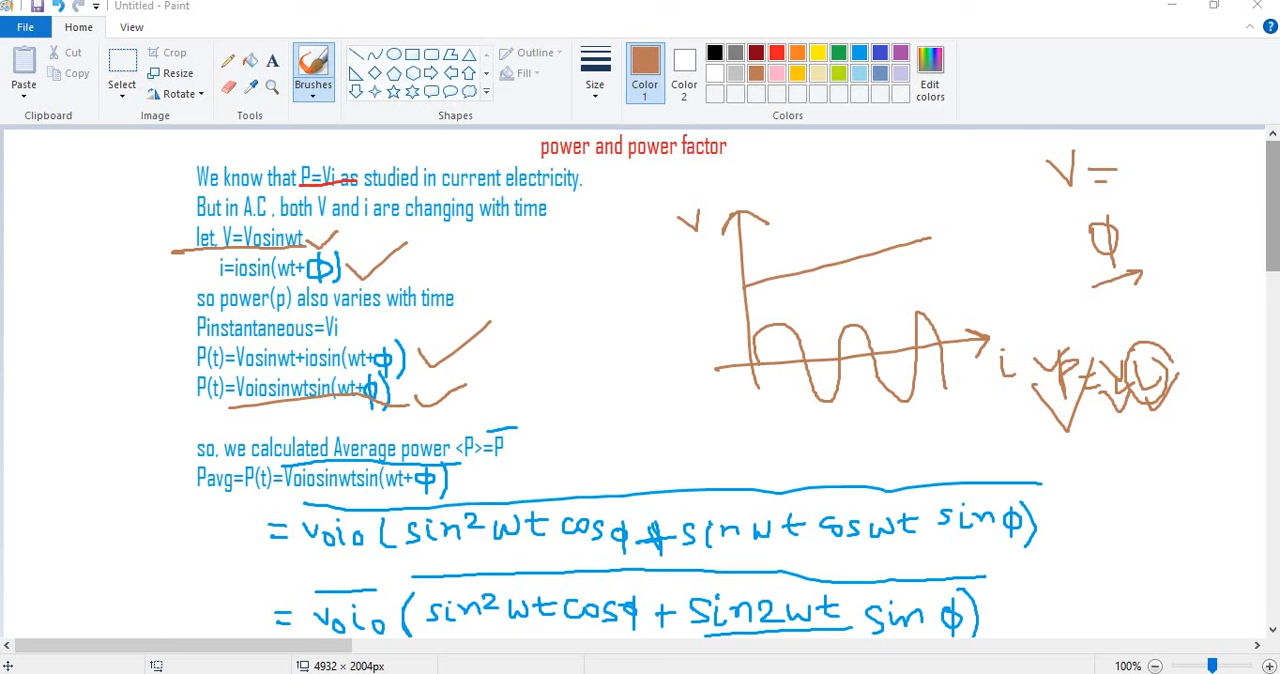 Untitled - Paint
File Home View
Paste
Cut
Copy
Clipboard
Select
Crop
Resize
Rotate
Image
A
Tools
Brushes
Outline
Fill
Shapes
Size
Color 1
Color 2
Edit colors
Colors
power and power factor
We know that P=Vi as studied in current electricity.
But in A.C , both V and i are changing with time
let, V=Vosinwt
i=iosin(wt+Φ)
so power(p) also varies with time
Pinstantaneous=Vi
P(t)=Vosinwt+iosin(wt+Φ)
P(t)=Voiosinwtsin(wt+Φ)
V =
Φ
V
i
so, we calculated Average power <P>=P̅
Pavg=P(t)=Voiosinwtsin(wt+Φ)
= v₀i₀(sin²wt cosφ + sinwt coswt sinφ)
= v₀i₀ (sin²wt cosφ + sin2wt sinφ)
4932 × 2004px
100%